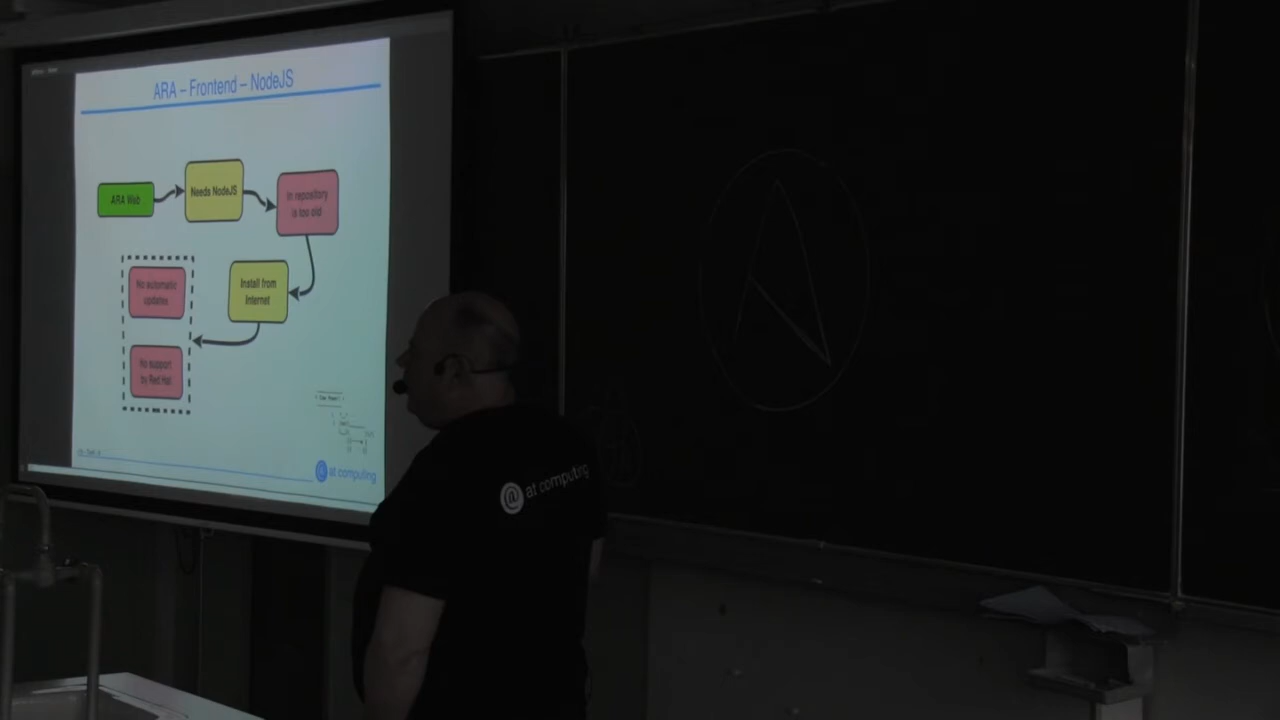 ARA – Frontend – NodeJS
ARA Web
Needs NodeJS
In repository
is too old
Install from
Internet
No automatic
updates
No support
by Red Hat
@ at computing
@ at computing